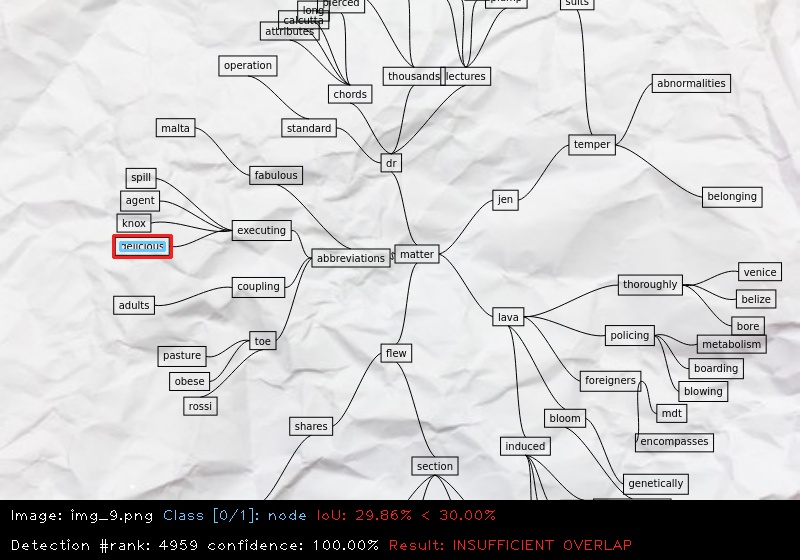 long
pierced
plump
suits
calcutta
attributes
operation
thousands
lectures
chords
abnormalities
malta
standard
temper
dr
spill
fabulous
agent
jen
belonging
knox
executing
delicious
abbreviations
matter
coupling
adults
thoroughly
venice
belize
lava
bore
toe
policing
metabolism
pasture
flew
boarding
obese
foreigners
blowing
rossi
mdt
shares
bloom
induced
encompasses
section
genetically
Image: img_9.png Class [0/1]: node IoU: 29.86% < 30.00%
Detection #rank: 4959 confidence: 100.00% Result: INSUFFICIENT OVERLAP